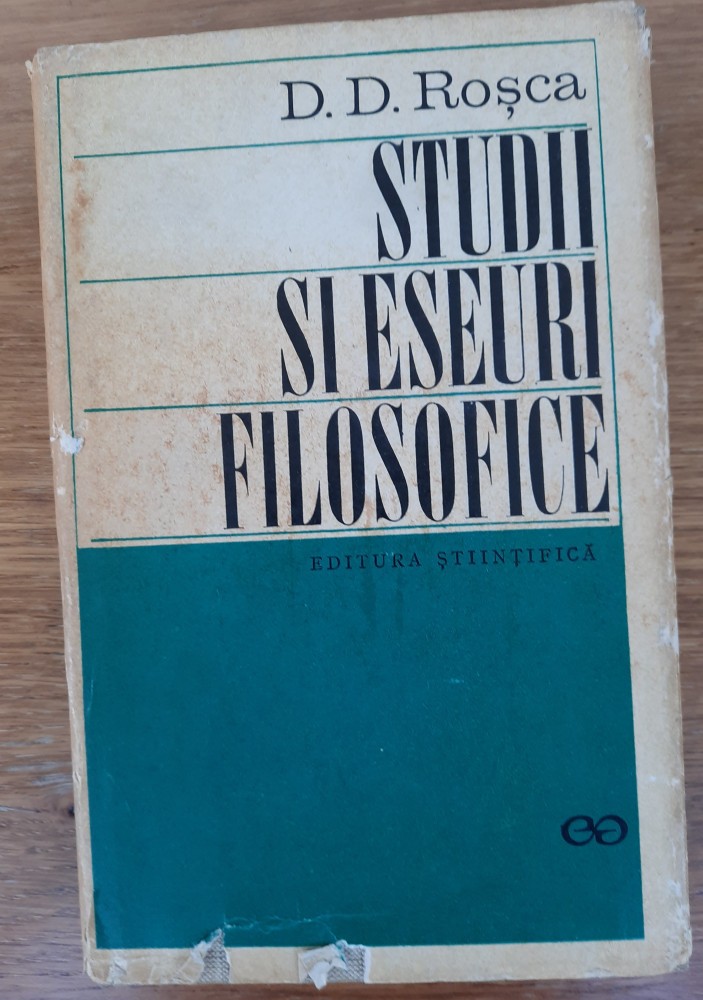 D. D. Roșca
STUDII
SI ESEURI
FILOSOFICE
EDITURA ȘTIINȚIFICĂ